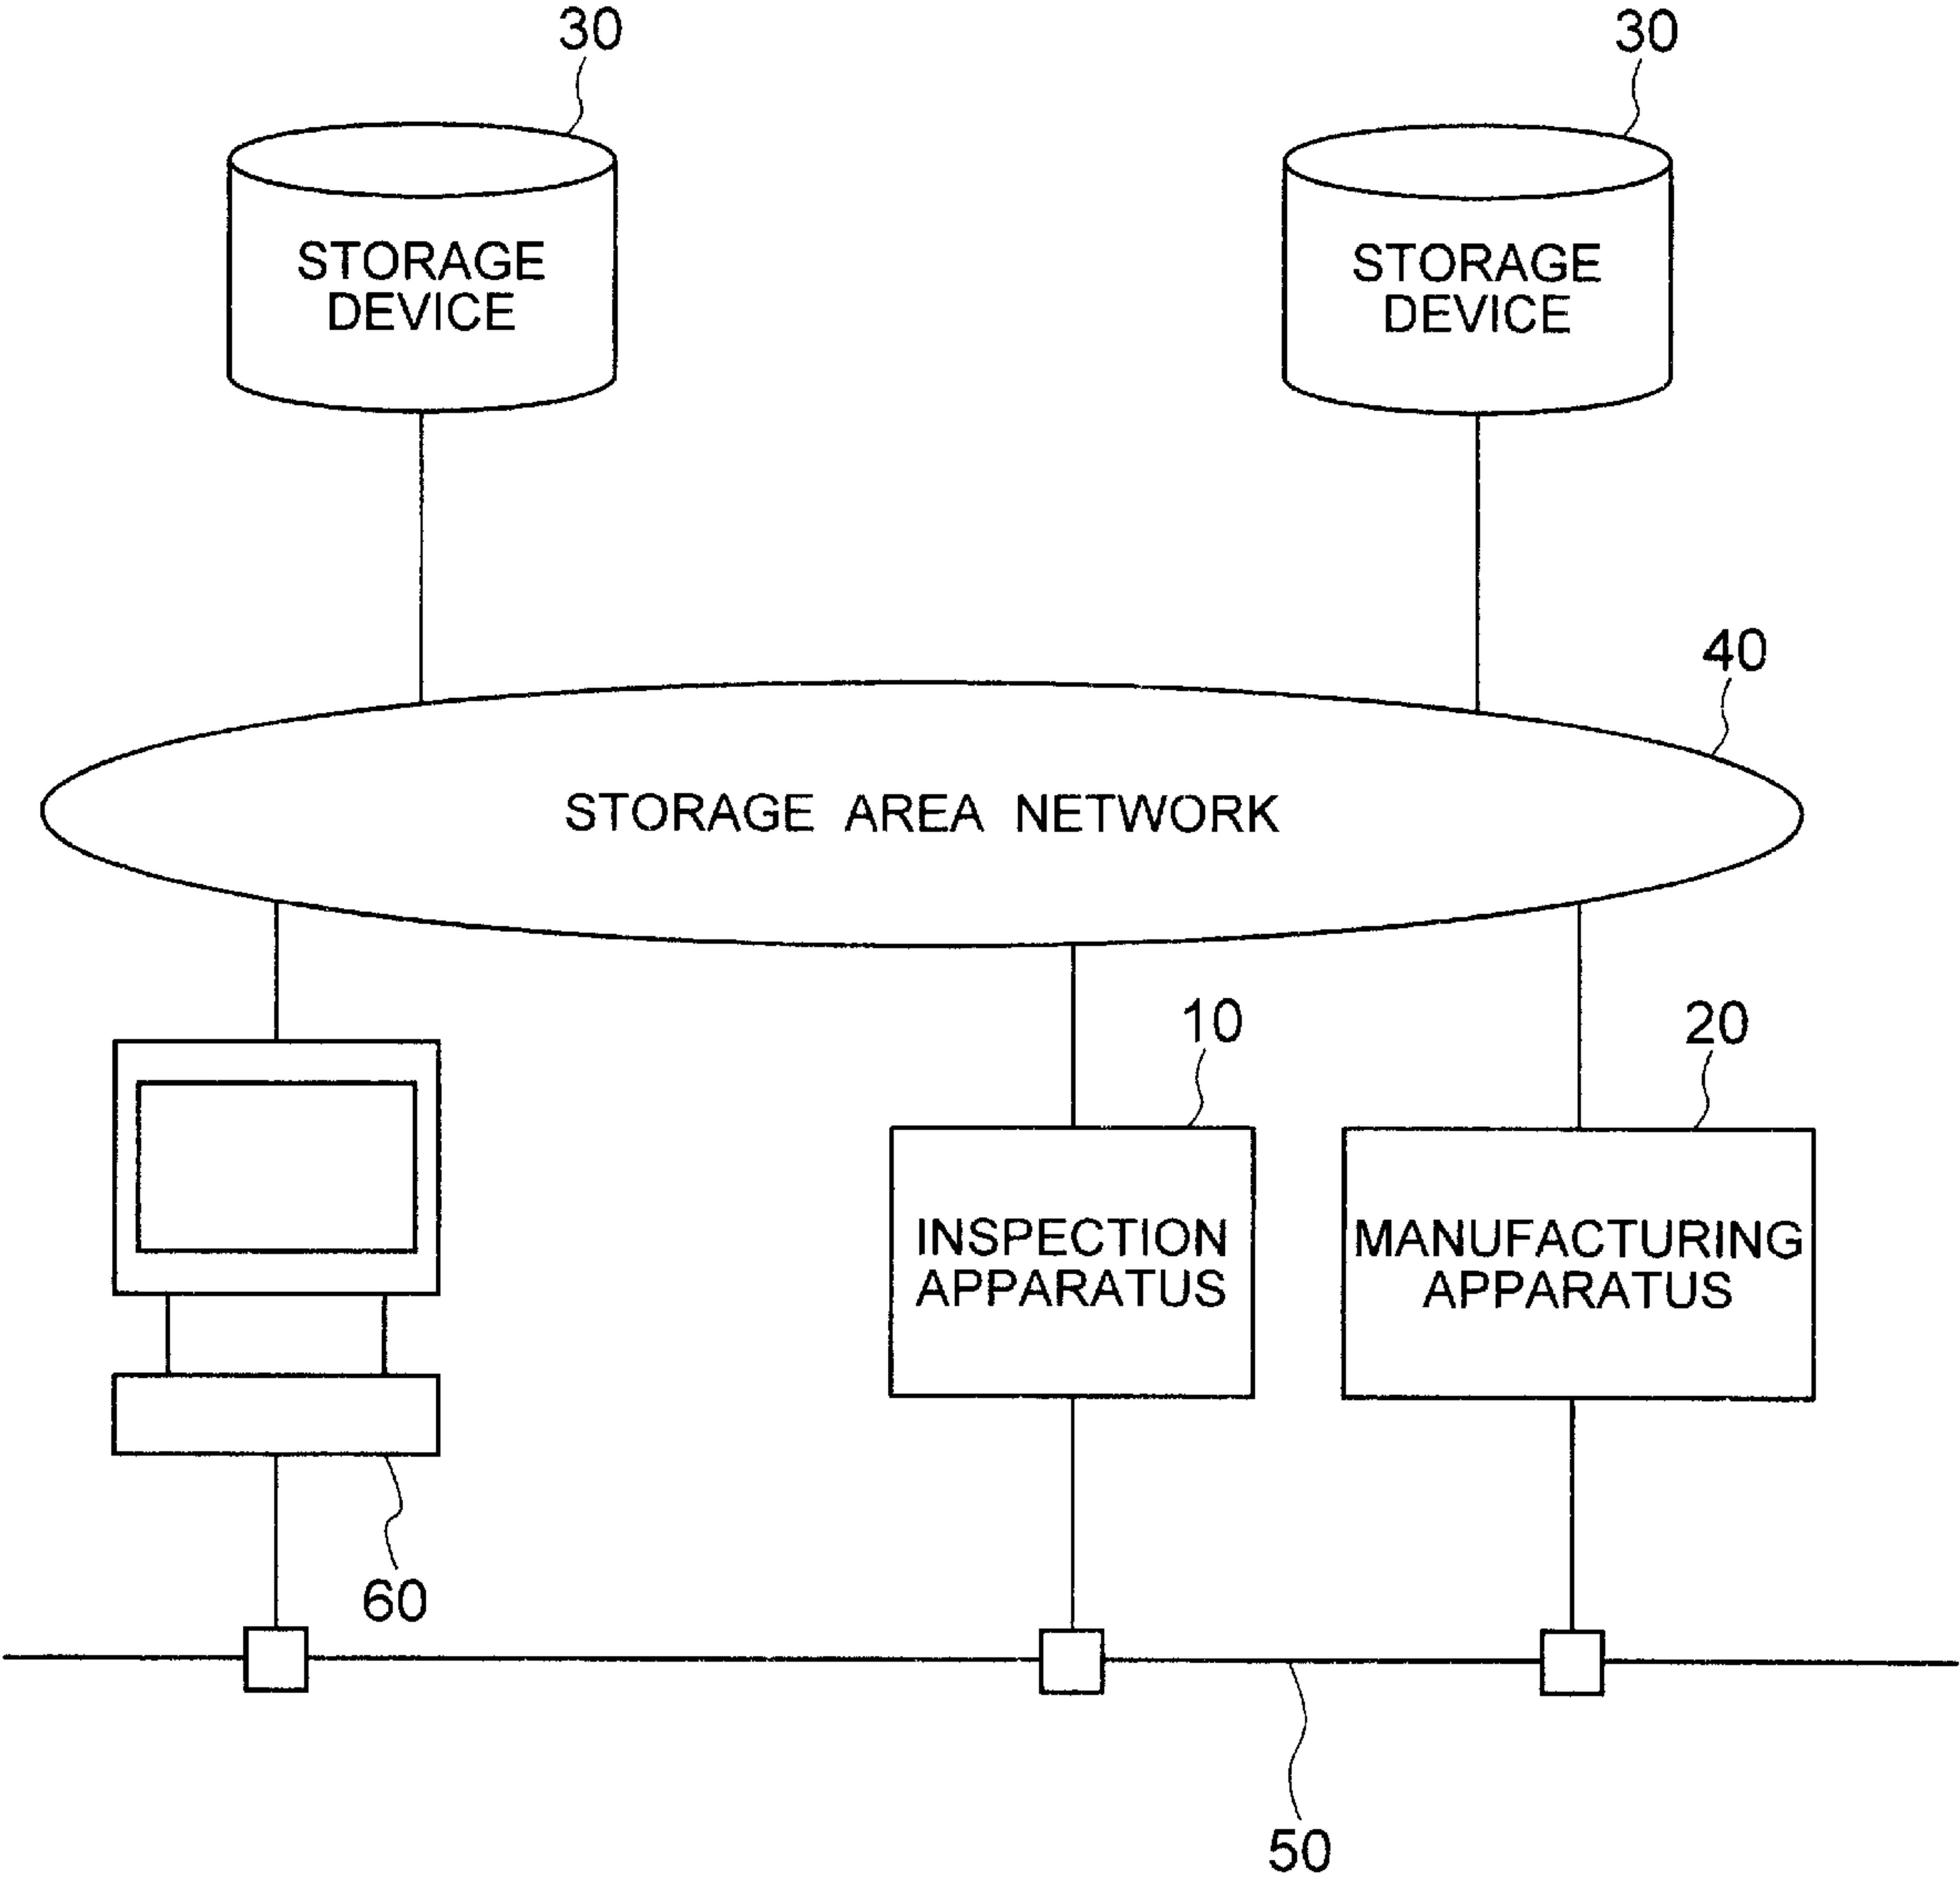 30
30
STORAGE
DEVICE
STORAGE
DEVICE
40
STORAGE AREA NETWORK
10
20
INSPECTION
APPARATUS
MANUFACTURING
APPARATUS
60
50